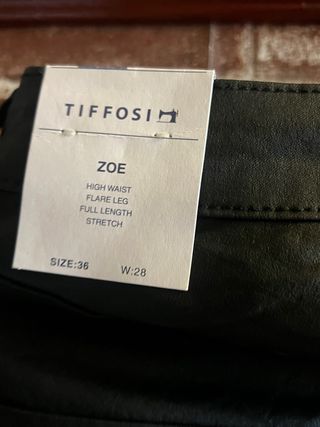 TIFFOSI
ZOE
HIGH WAIST
FLARE LEG
FULL LENGTH
STRETCH
SIZE:36 W:28